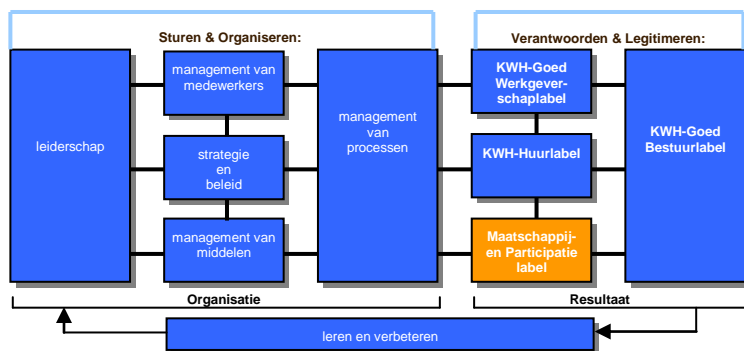 Sturen & Organiseren:
Verantwoorden & Legitimeren:
leiderschap
management van
medewerkers
strategie
en
beleid
management van
middelen
management
van
processen
KWH-Goed
Werkgever-
schaplabel
KWH-Huurlabel
Maatschappij-
en Participatie
label
KWH-Goed
Bestuurlabel
Organisatie
Resultaat
leren en verbeteren